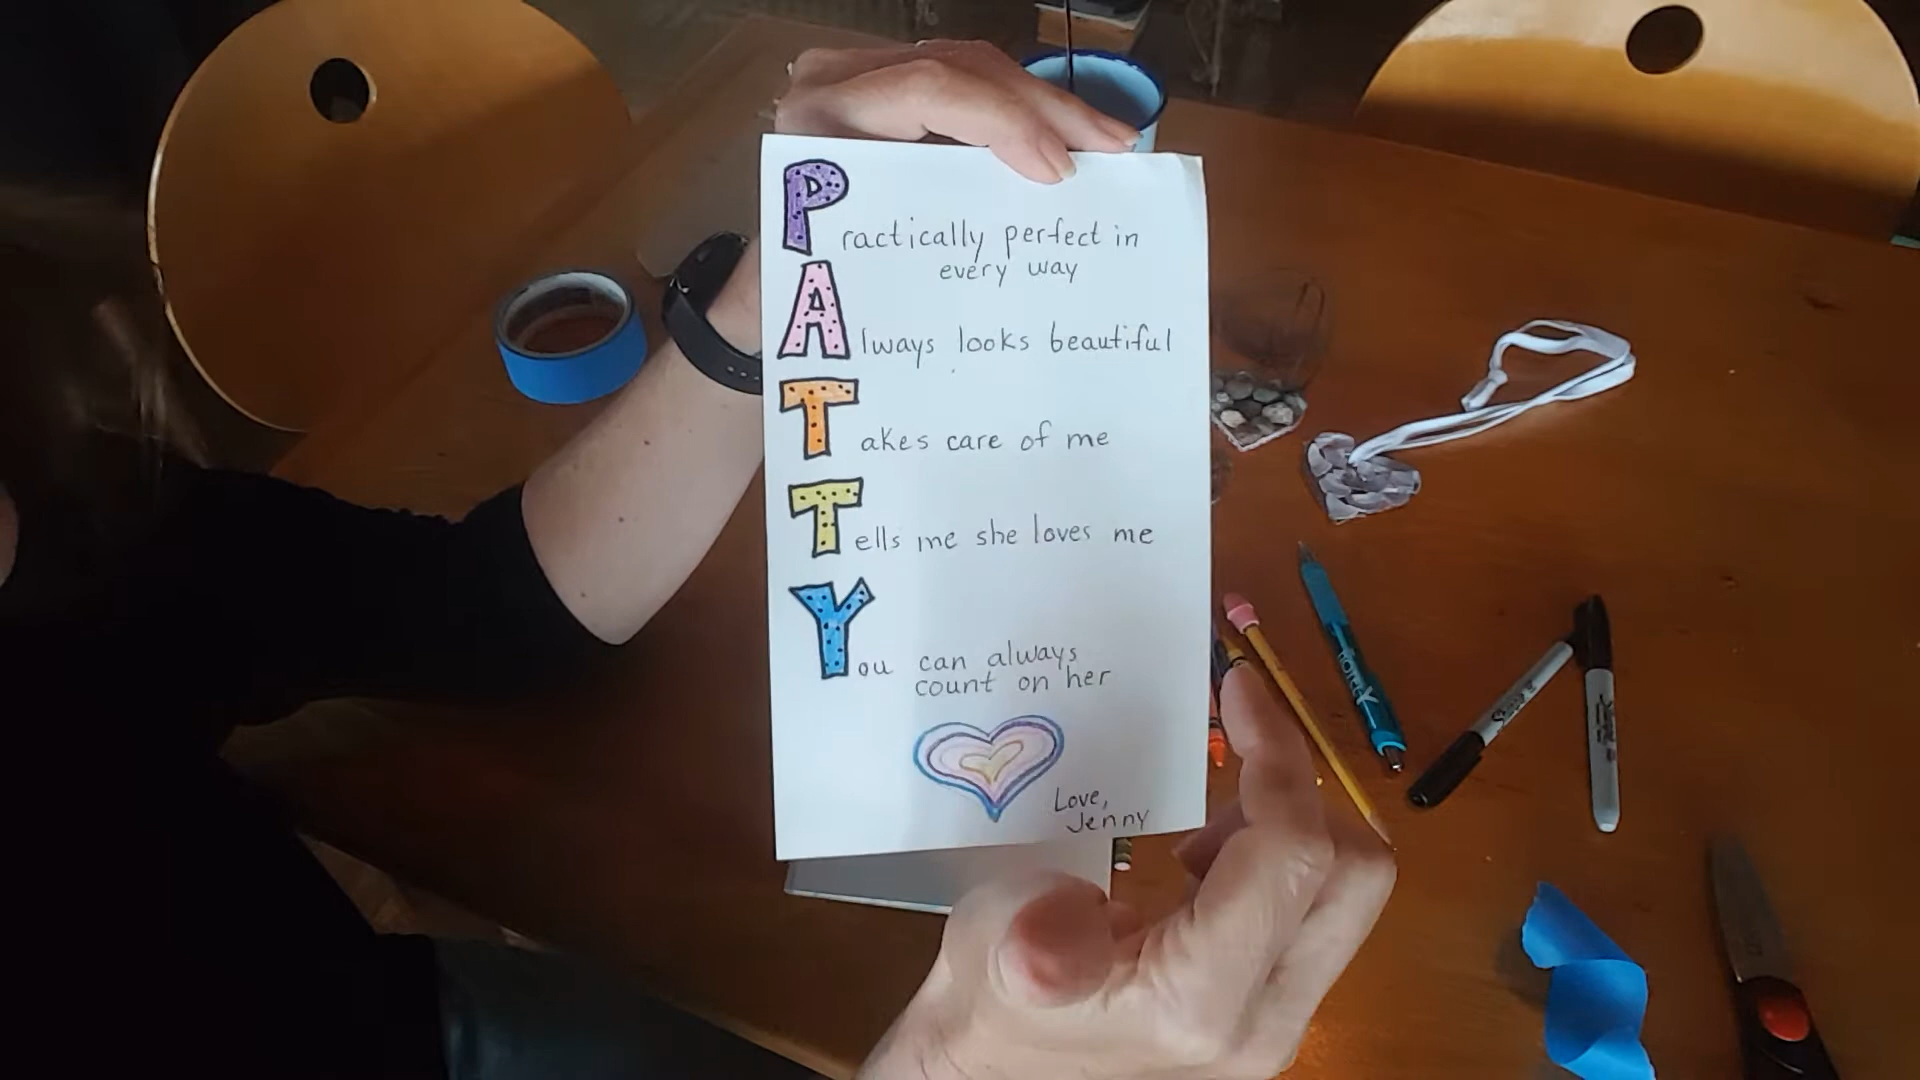 Practically perfect in
every way
Always looks beautiful
Takes care of me
Tells me she loves me
You can always
count on her
Love,
Jenny